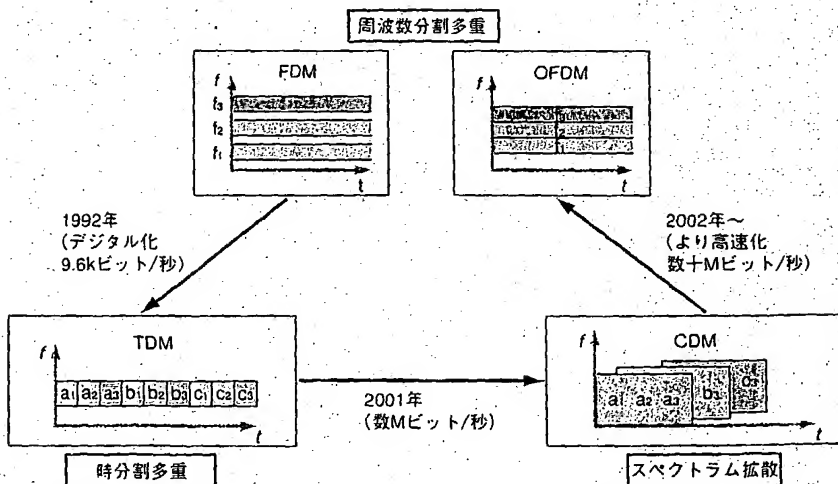 周波数分割多重
FDM
f
f3
f2
f1
t
OFDM
f
2
1
t
1992年
(デジタル化
9.6kビット/秒)
2002年~
(より高速化
数十Mビット/秒)
TDM
f
a1 a2 a3 b1 b2 b3 c1 c2 c3
t
2001年
(数Mビット/秒)
CDM
f
a1 a2 a3 b3 c3
t
時分割多重
スペクトラム拡散